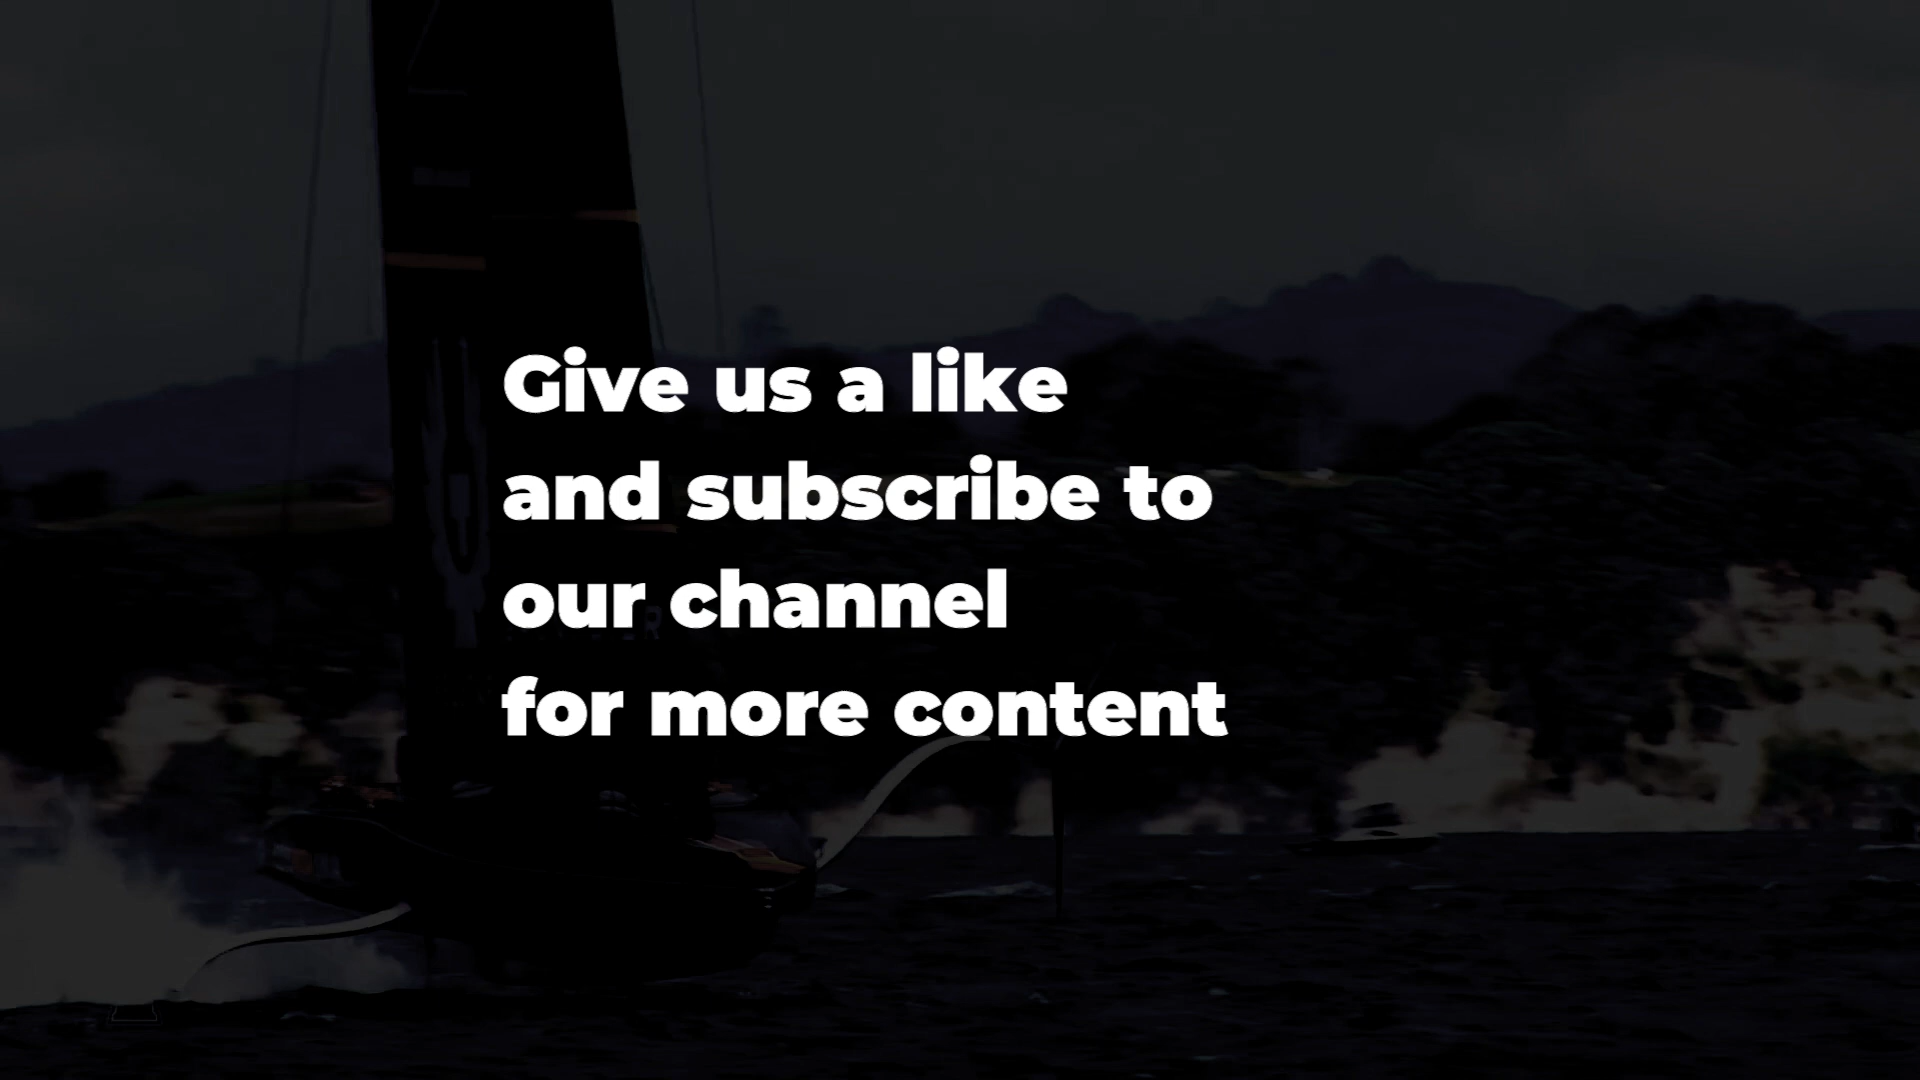 Give us a like
and subscribe to
our channel
for more content